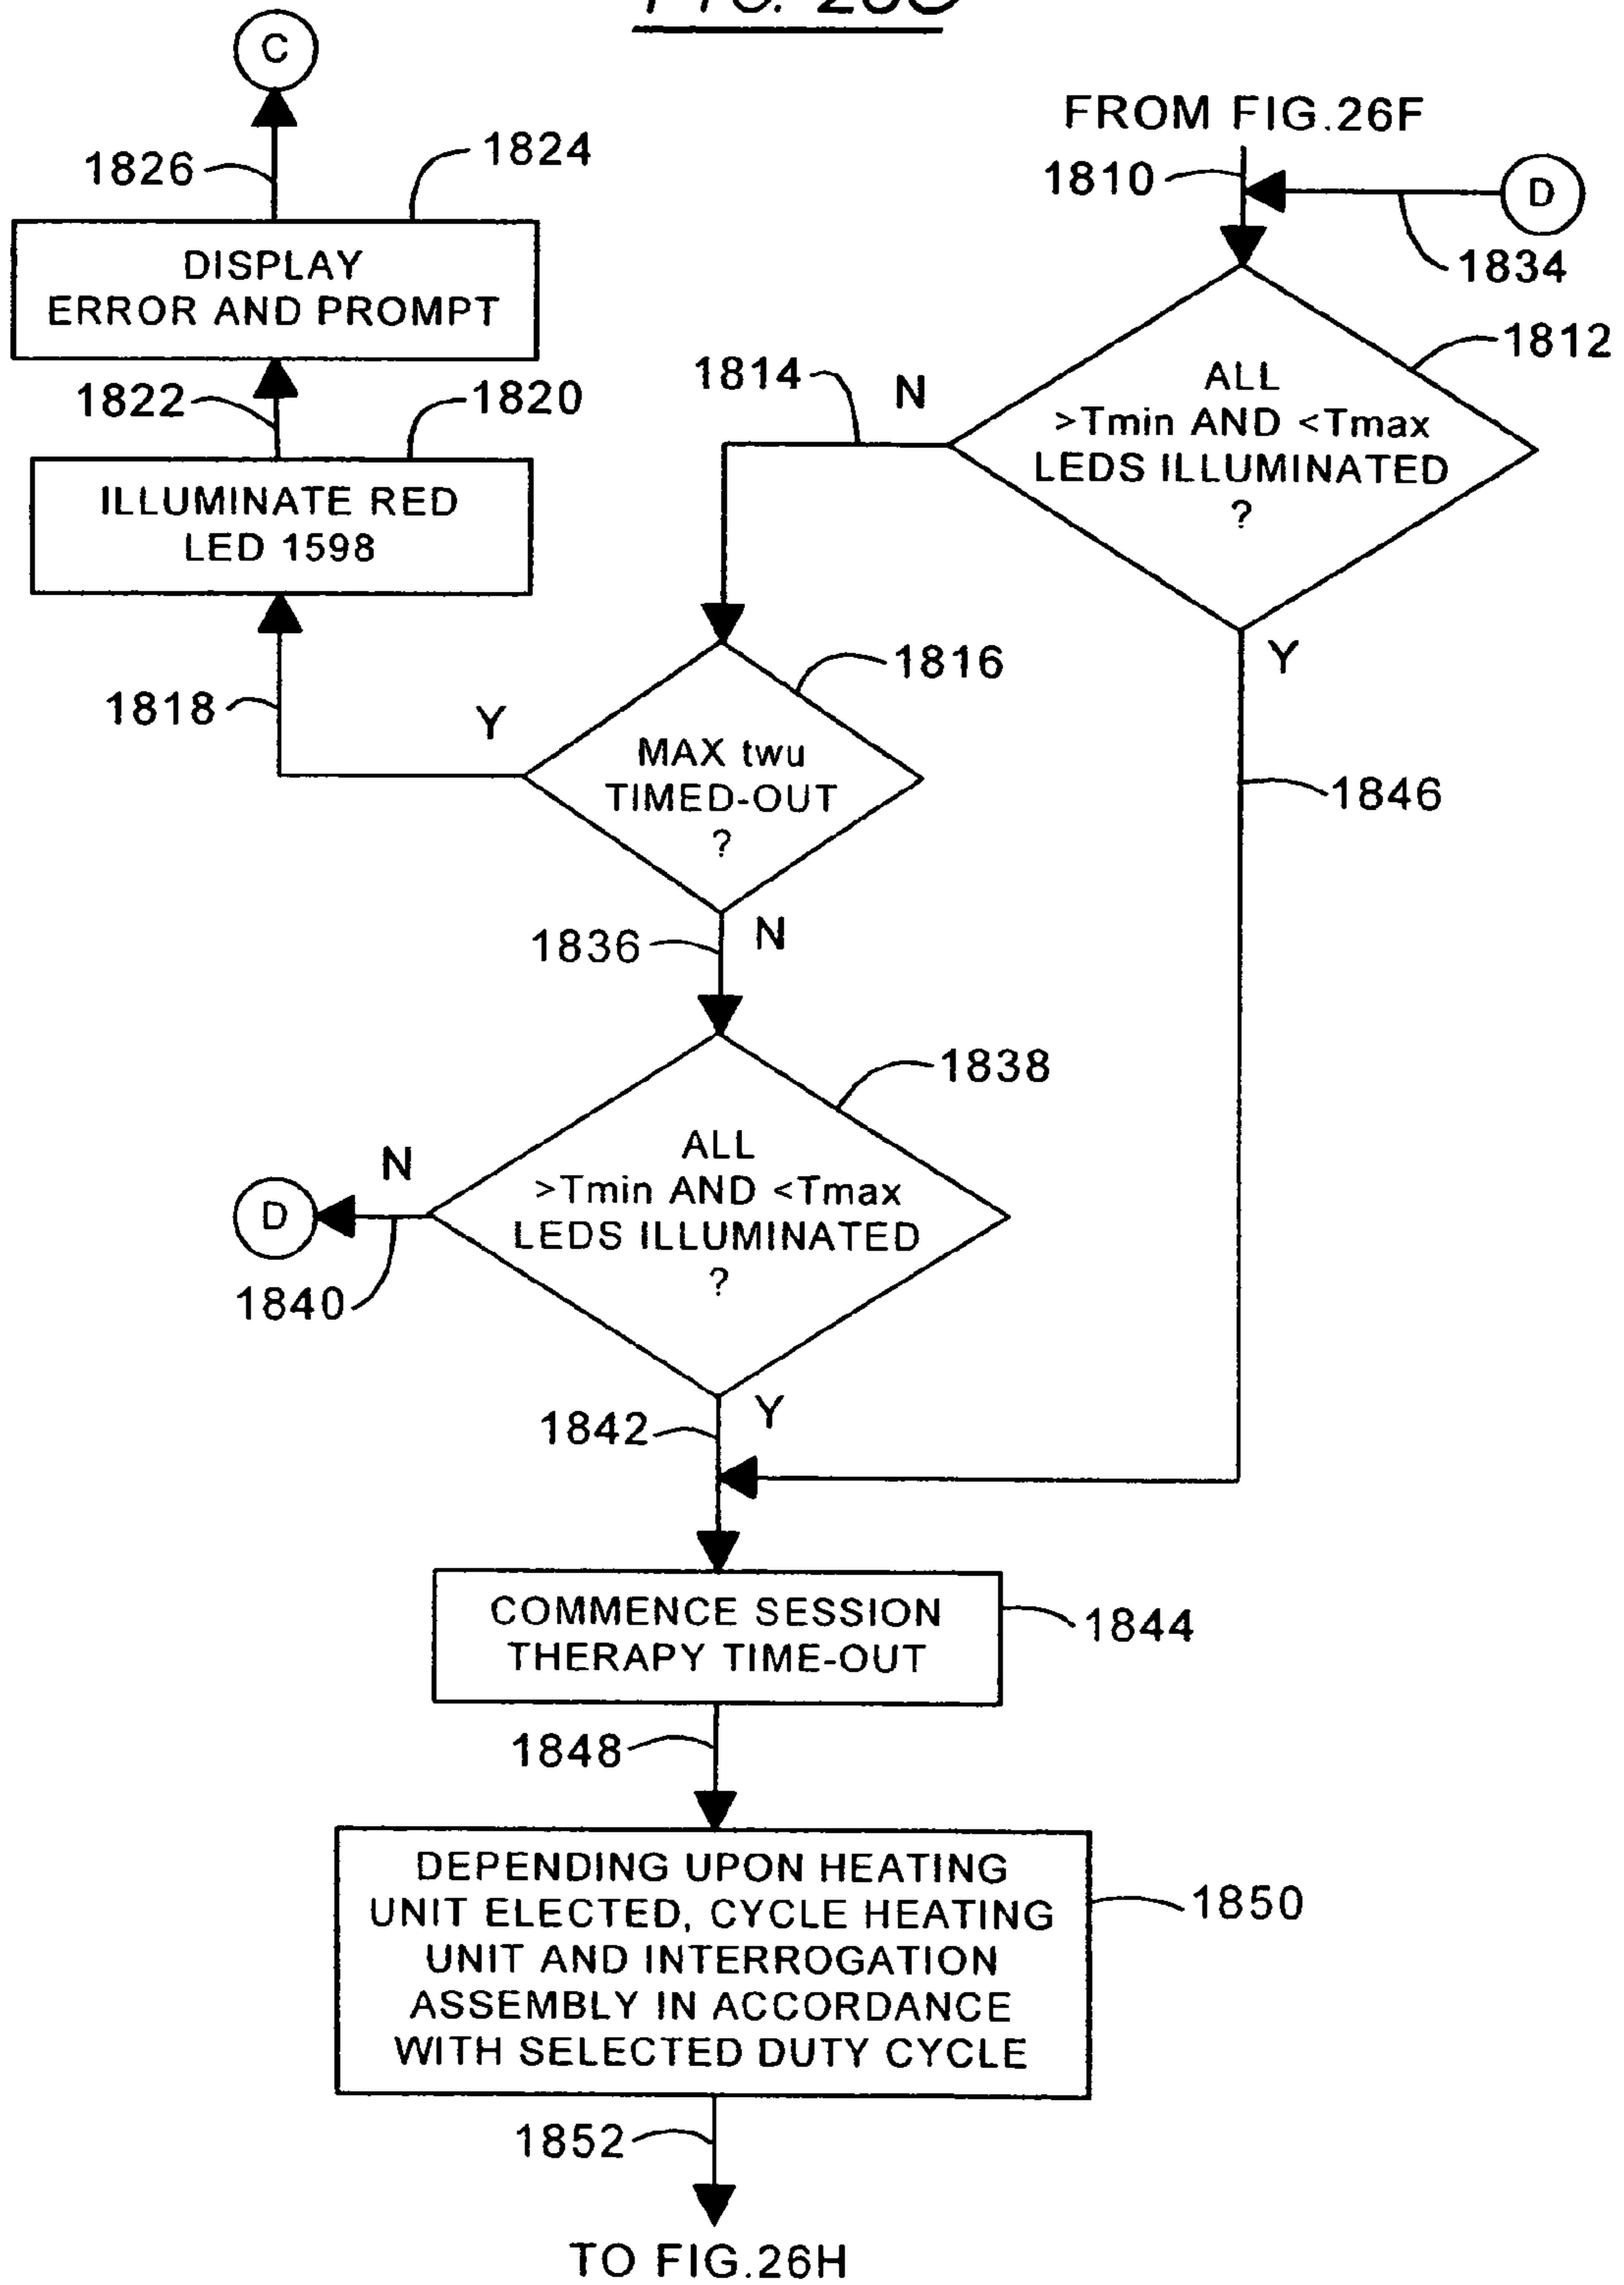 C
FROM FIG.26F
1826
1824
1810
D
1834
DISPLAY
ERROR AND PROMPT
1812
1822
1820
1814
N
ALL
>Tmin AND <Tmax
LEDS ILLUMINATED
?
ILLUMINATE RED
LED 1598
Y
1816
1818
Y
MAX twu
TIMED-OUT
?
1846
1836
N
1838
N
ALL
>Tmin AND <Tmax
LEDS ILLUMINATED
?
D
1840
1842
Y
COMMENCE SESSION
THERAPY TIME-OUT
1844
1848
DEPENDING UPON HEATING
UNIT ELECTED, CYCLE HEATING
UNIT AND INTERROGATION
ASSEMBLY IN ACCORDANCE
WITH SELECTED DUTY CYCLE
1850
1852
TO FIG.26H